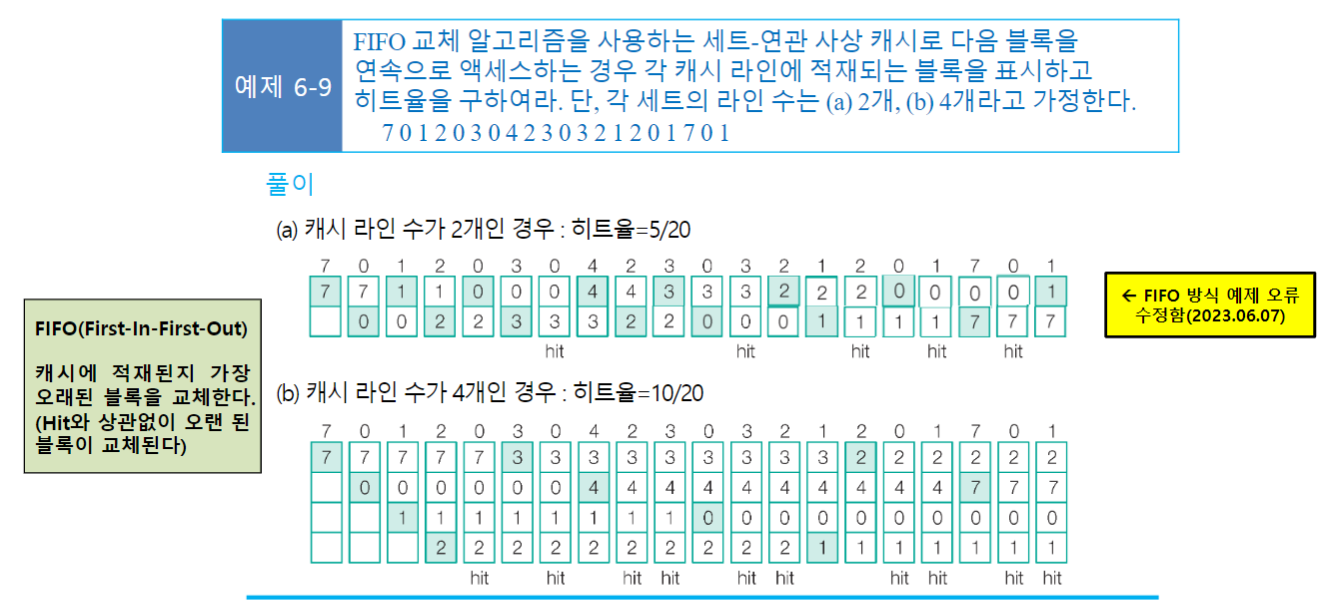 예제 6-9
FIFO 교체 알고리즘을 사용하는 세트-연관 사상 캐시로 다음 블록을
연속으로 액세스하는 경우 각 캐시 라인에 적재되는 블록을 표시하고
히트율을 구하여라. 단, 각 세트의 라인 수는 (a) 2개, (b) 4개라고 가정한다.
7 0 1 2 0 3 0 4 2 3 0 3 2 1 2 0 1 7 0 1
풀이
(a) 캐시 라인 수가 2개인 경우 : 히트율=5/20
7 0 1 2 0 3 0 4 2 3 0 3 2 1 2 0 1 7 0 1
7 7 1 1 0 0 0 4 4 3 3 3 2 2 2 0 0 0 0 1
0 0 2 2 3 3 3 2 2 0 0 0 1 1 1 1 7 7 7
hit hit hit hit hit
← FIFO 방식 예제 오류
수정함(2023.06.07)
FIFO(First-In-First-Out)
캐시에 적재된지 가장
오래된 블록을 교체한다.
(Hit와 상관없이 오랜 된
블록이 교체된다)
(b) 캐시 라인 수가 4개인 경우 : 히트율=10/20
7 0 1 2 0 3 0 4 2 3 0 3 2 1 2 0 1 7 0 1
7 7 7 7 7 3 3 3 3 3 3 3 3 3 2 2 2 2 2 2
0 0 0 0 0 0 4 4 4 4 4 4 4 4 4 4 7 7 7
1 1 1 1 1 1 1 1 0 0 0 0 0 0 0 0 0 0
2 2 2 2 2 2 2 2 2 2 1 1 1 1 1 1 1
hit hit hit hit hit hit hit hit hit hit